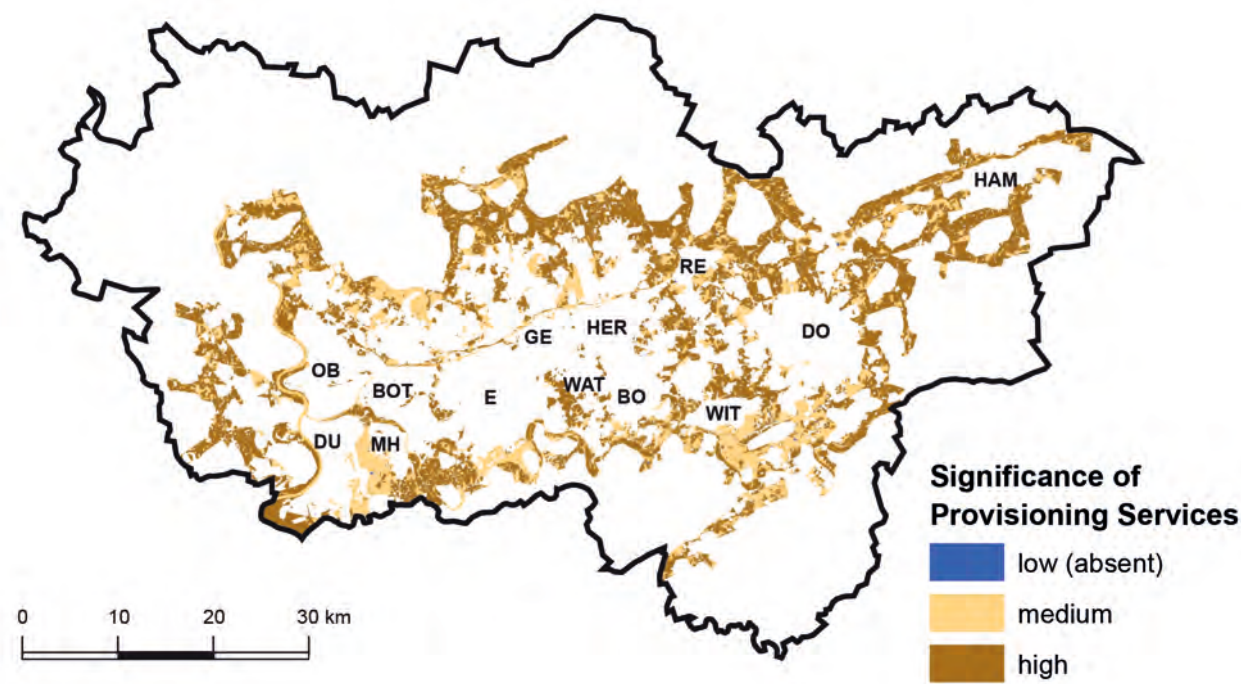 HAM
RE
HER
GE
DO
OB
BOT
E
WAT
BO
WIT
DU
MH
Significance of
Provisioning Services
low (absent)
medium
high
0 10 20 30 km